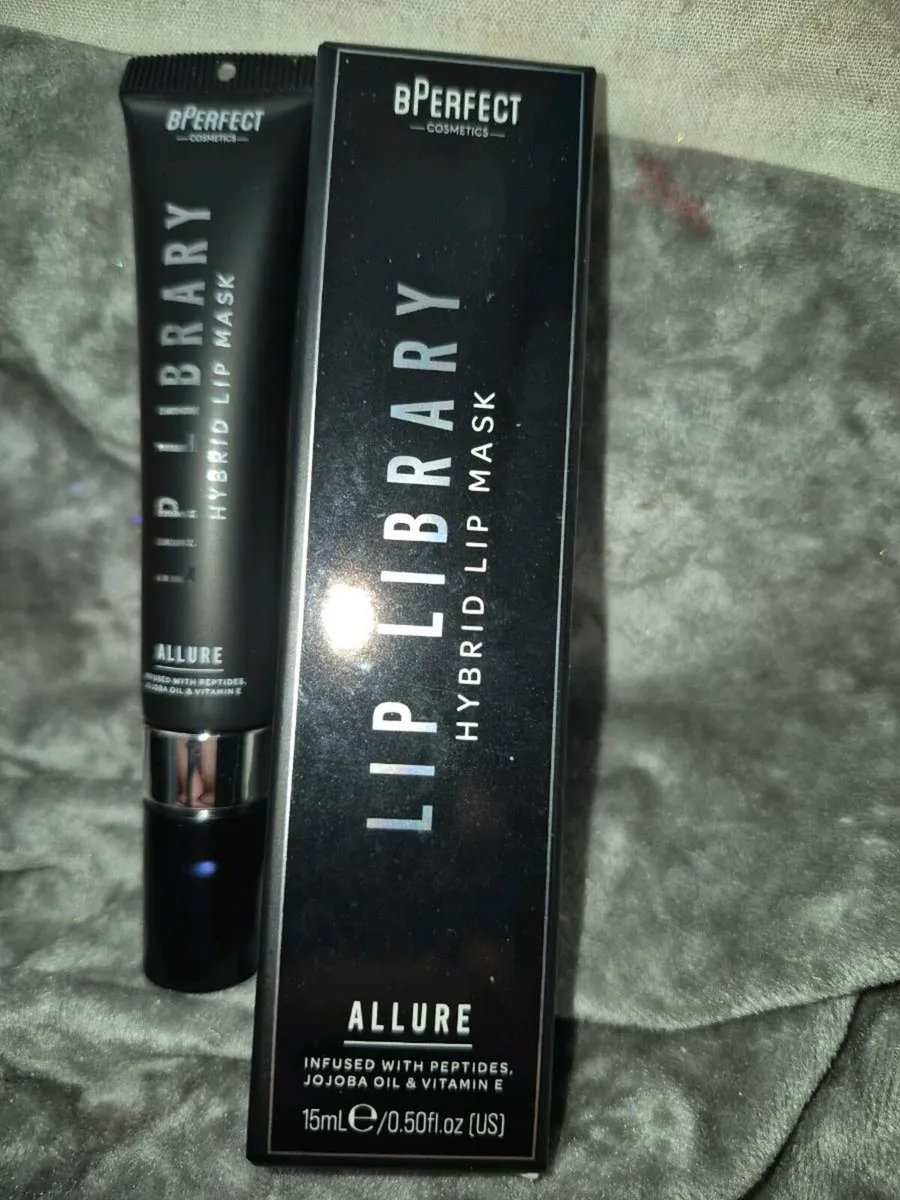 BPERFECT
COSMETICS
LIP LIBRARY
HYBRID LIP MASK
ALLURE
INFUSED WITH PEPTIDES,
JOJOBA OIL & VITAMIN E
BPERFECT
COSMETICS
LIP LIBRARY
HYBRID LIP MASK
ALLURE
INFUSED WITH PEPTIDES,
JOJOBA OIL & VITAMIN E
15mL℮/0.50fl.oz (US)